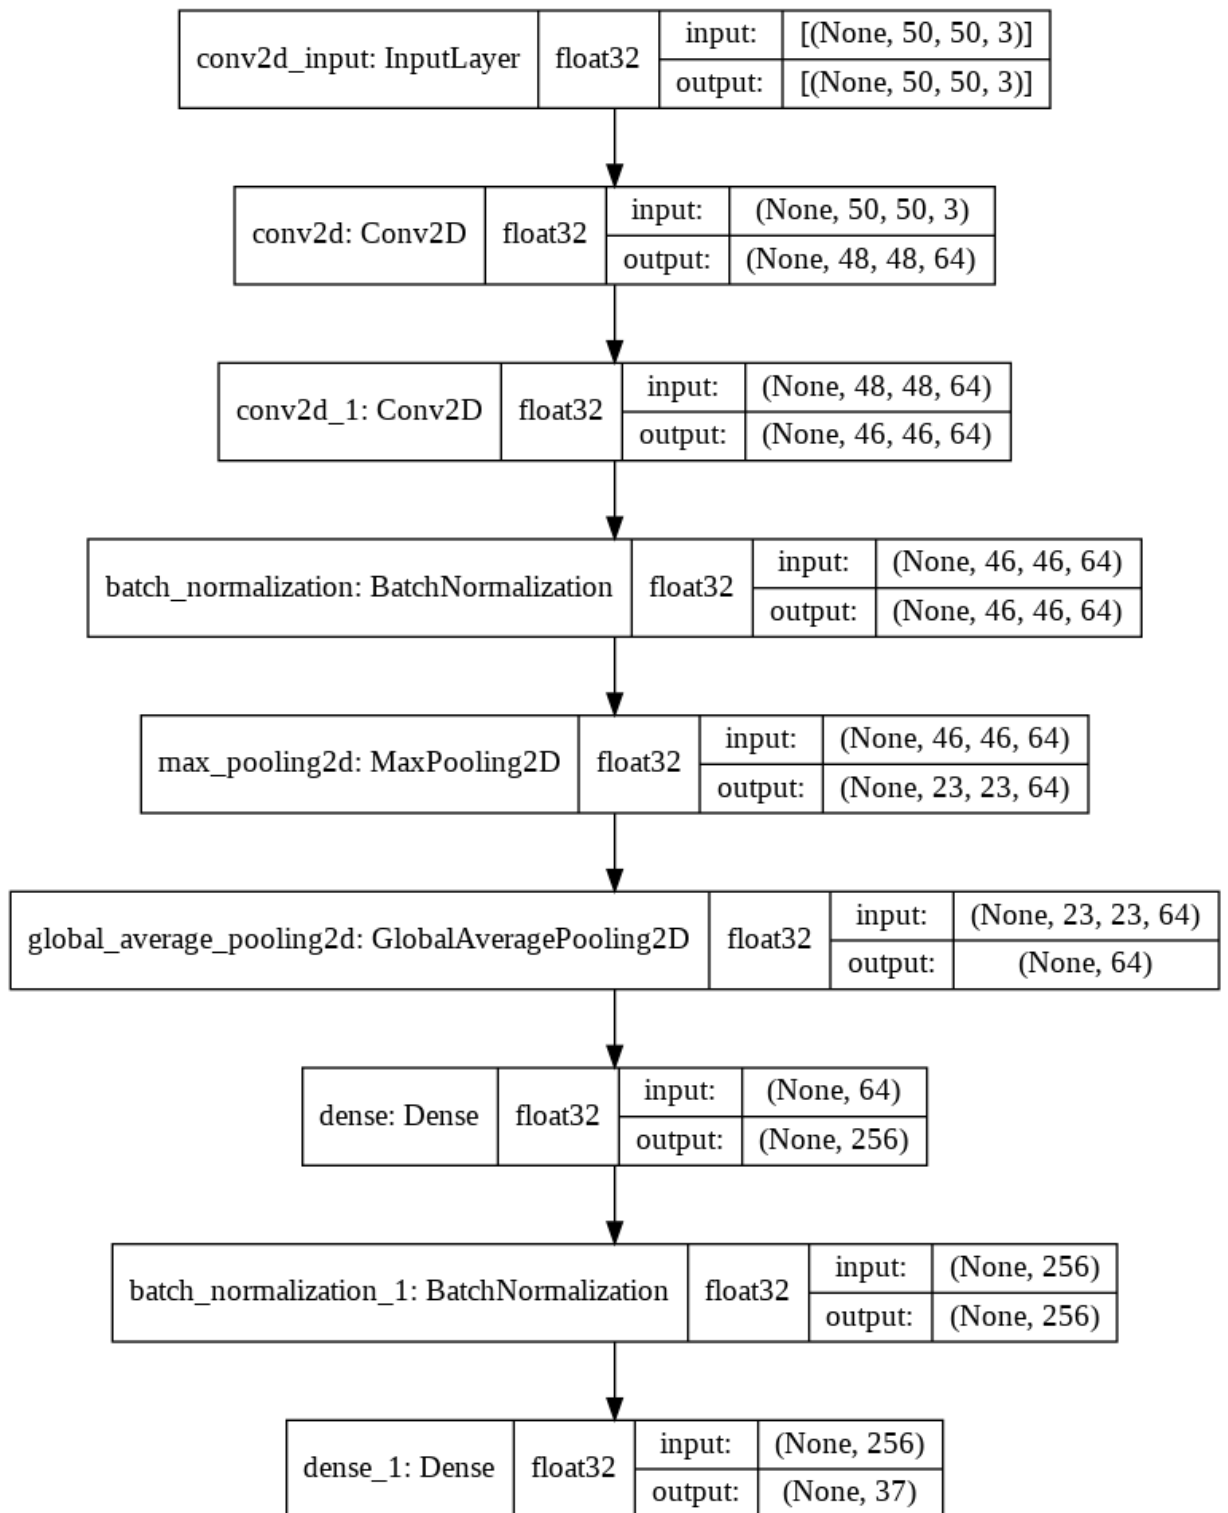 conv2d_input: InputLayer float32 input: [(None, 50, 50, 3)]
output: [(None, 50, 50, 3)]
conv2d: Conv2D float32 input: (None, 50, 50, 3)
output: (None, 48, 48, 64)
conv2d_1: Conv2D float32 input: (None, 48, 48, 64)
output: (None, 46, 46, 64)
batch_normalization: BatchNormalization float32 input: (None, 46, 46, 64)
output: (None, 46, 46, 64)
max_pooling2d: MaxPooling2D float32 input: (None, 46, 46, 64)
output: (None, 23, 23, 64)
global_average_pooling2d: GlobalAveragePooling2D float32 input: (None, 23, 23, 64)
output: (None, 64)
dense: Dense float32 input: (None, 64)
output: (None, 256)
batch_normalization_1: BatchNormalization float32 input: (None, 256)
output: (None, 256)
dense_1: Dense float32 input: (None, 256)
output: (None, 37)